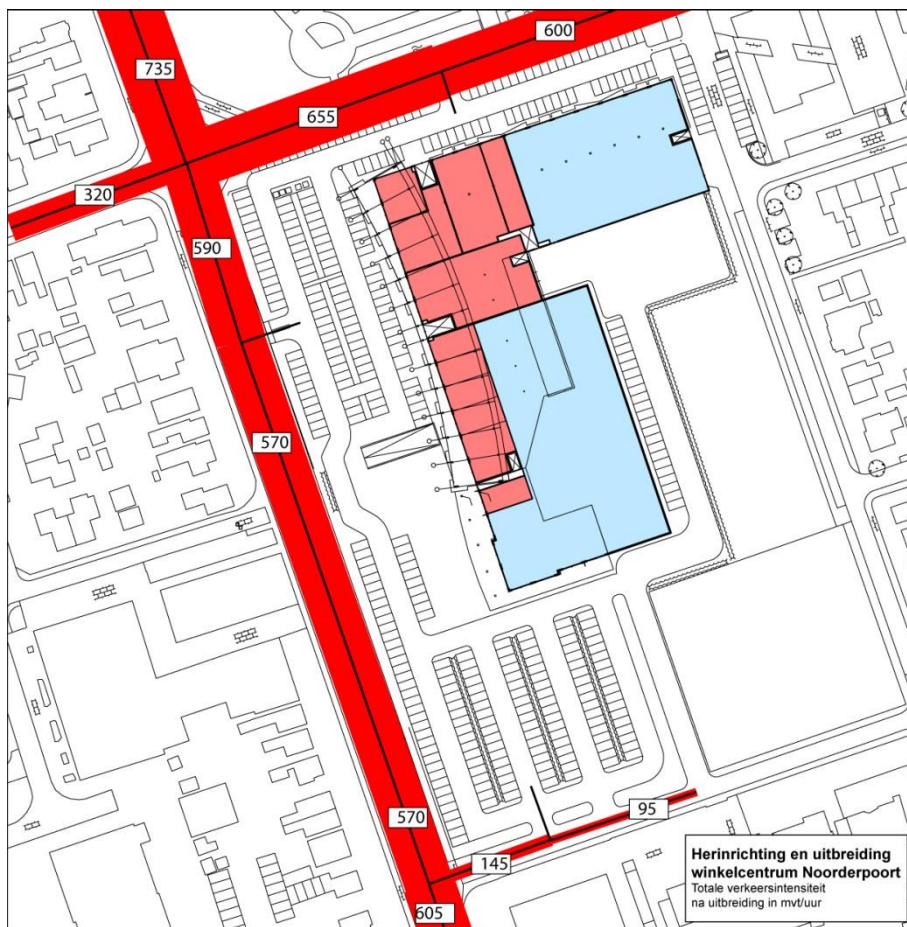 600
735
655
320
590
570
570
95
145
605
Herinrichting en uitbreiding
winkelcentrum Noorderpoort
Totale verkeersintensiteit
na uitbreiding in mvt/uur